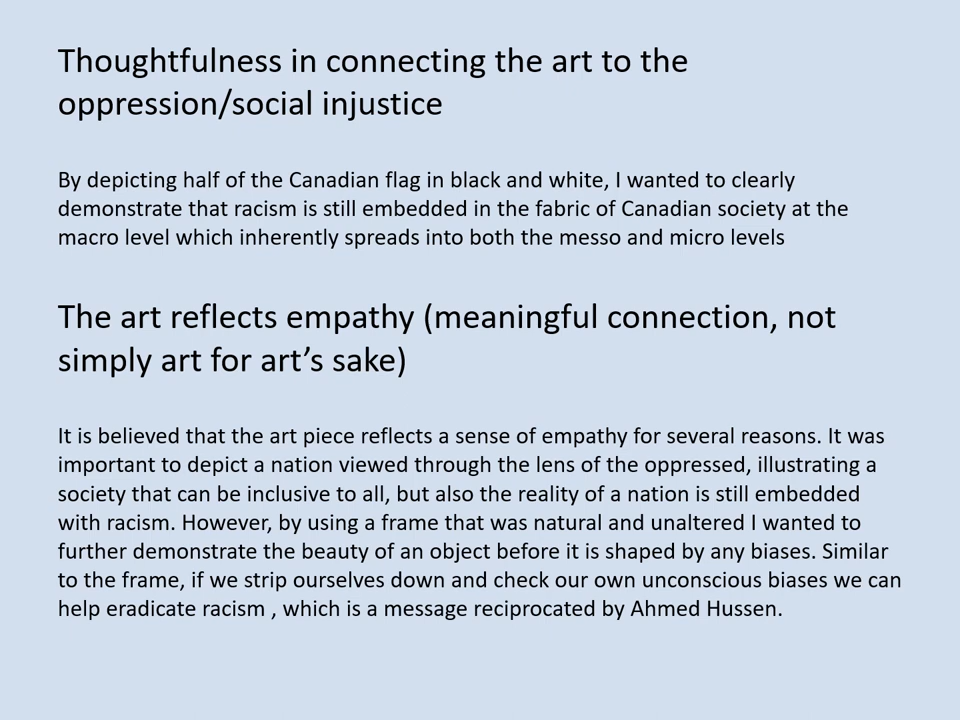 Thoughtfulness in connecting the art to the
oppression/social injustice
By depicting half of the Canadian flag in black and white, I wanted to clearly
demonstrate that racism is still embedded in the fabric of Canadian society at the
macro level which inherently spreads into both the messo and micro levels
The art reflects empathy (meaningful connection, not
simply art for art’s sake)
It is believed that the art piece reflects a sense of empathy for several reasons. It was
important to depict a nation viewed through the lens of the oppressed, illustrating a
society that can be inclusive to all, but also the reality of a nation is still embedded
with racism. However, by using a frame that was natural and unaltered I wanted to
further demonstrate the beauty of an object before it is shaped by any biases. Similar
to the frame, if we strip ourselves down and check our own unconscious biases we can
help eradicate racism , which is a message reciprocated by Ahmed Hussen.